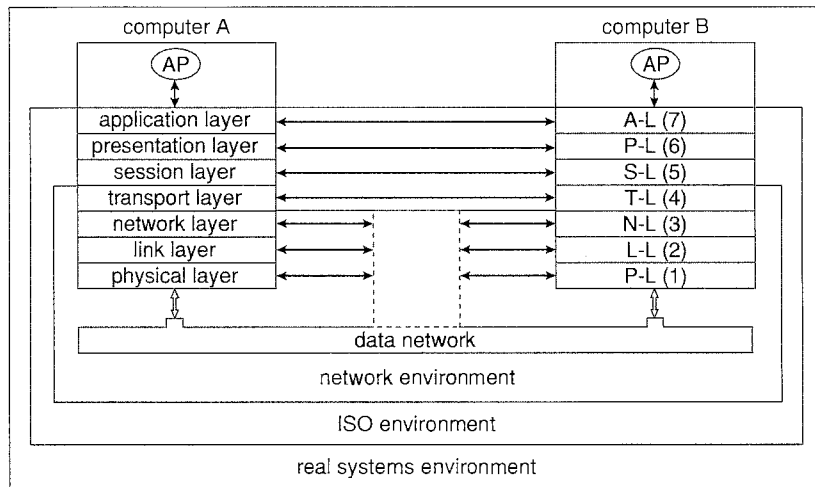 computer A
computer B
AP
AP
application layer
A-L (7)
presentation layer
P-L (6)
session layer
S-L (5)
transport layer
T-L (4)
network layer
N-L (3)
link layer
L-L (2)
physical layer
P-L (1)
data network
network environment
ISO environment
real systems environment